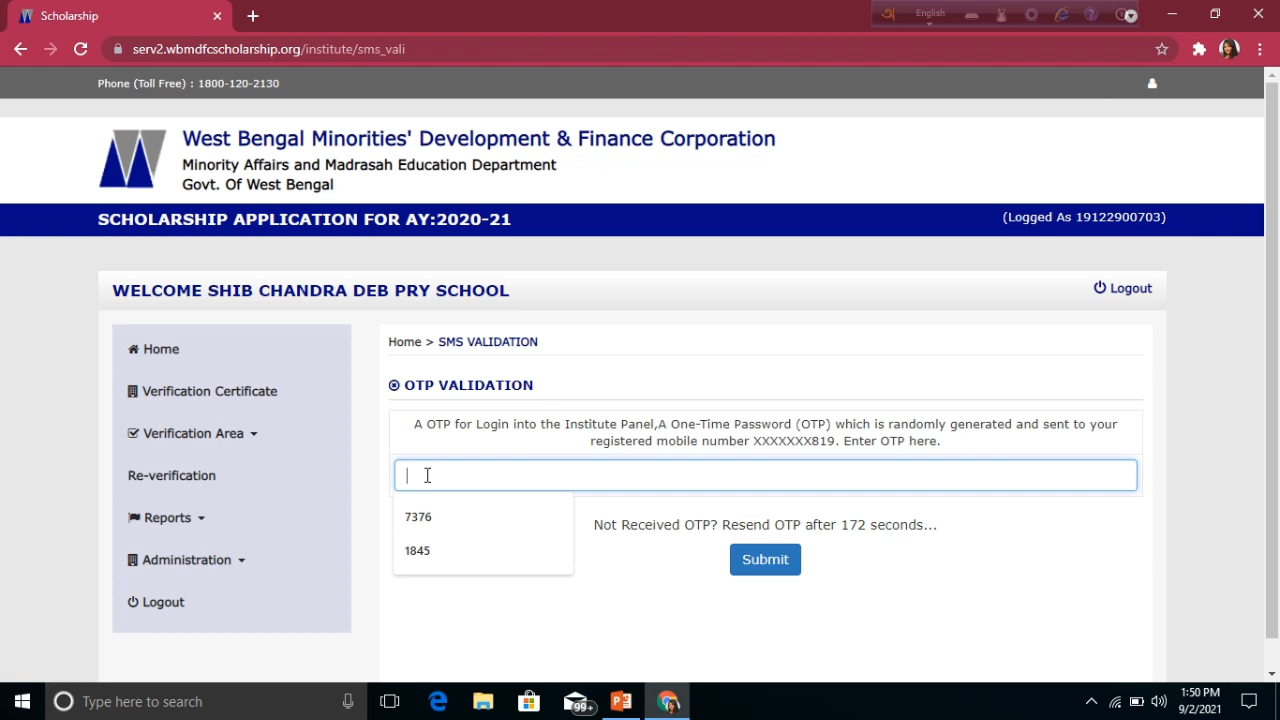 Scholarship
English
serv2.wbmdfcscholarship.org/institute/sms_vali
Phone (Toll Free) : 1800-120-2130
West Bengal Minorities' Development & Finance Corporation
Minority Affairs and Madrasah Education Department
Govt. Of West Bengal
SCHOLARSHIP APPLICATION FOR AY:2020-21
(Logged As 19122900703)
WELCOME SHIB CHANDRA DEB PRY SCHOOL
Logout
Home
Verification Certificate
Verification Area
Re-verification
Reports
Administration
Logout
Home > SMS VALIDATION
OTP VALIDATION
A OTP for Login into the Institute Panel,A One-Time Password (OTP) which is randomly generated and sent to your
registered mobile number XXXXXXX819. Enter OTP here.
7376
1845
Not Received OTP? Resend OTP after 172 seconds...
Submit
Type here to search
99+
1:50 PM
9/2/2021